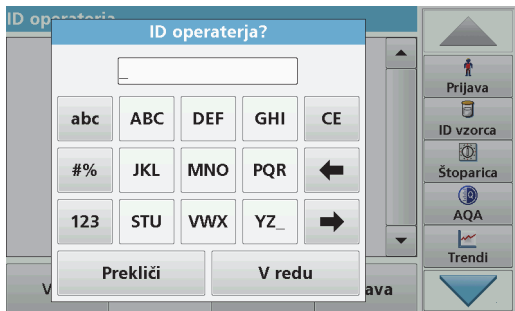 ID operaterja
ID operaterja?
_
abc ABC DEF GHI CE
#% JKL MNO PQR
123 STU VWX YZ_
Prekliči V redu
V ava
Prijava
ID vzorca
Štoparica
AQA
Trendi